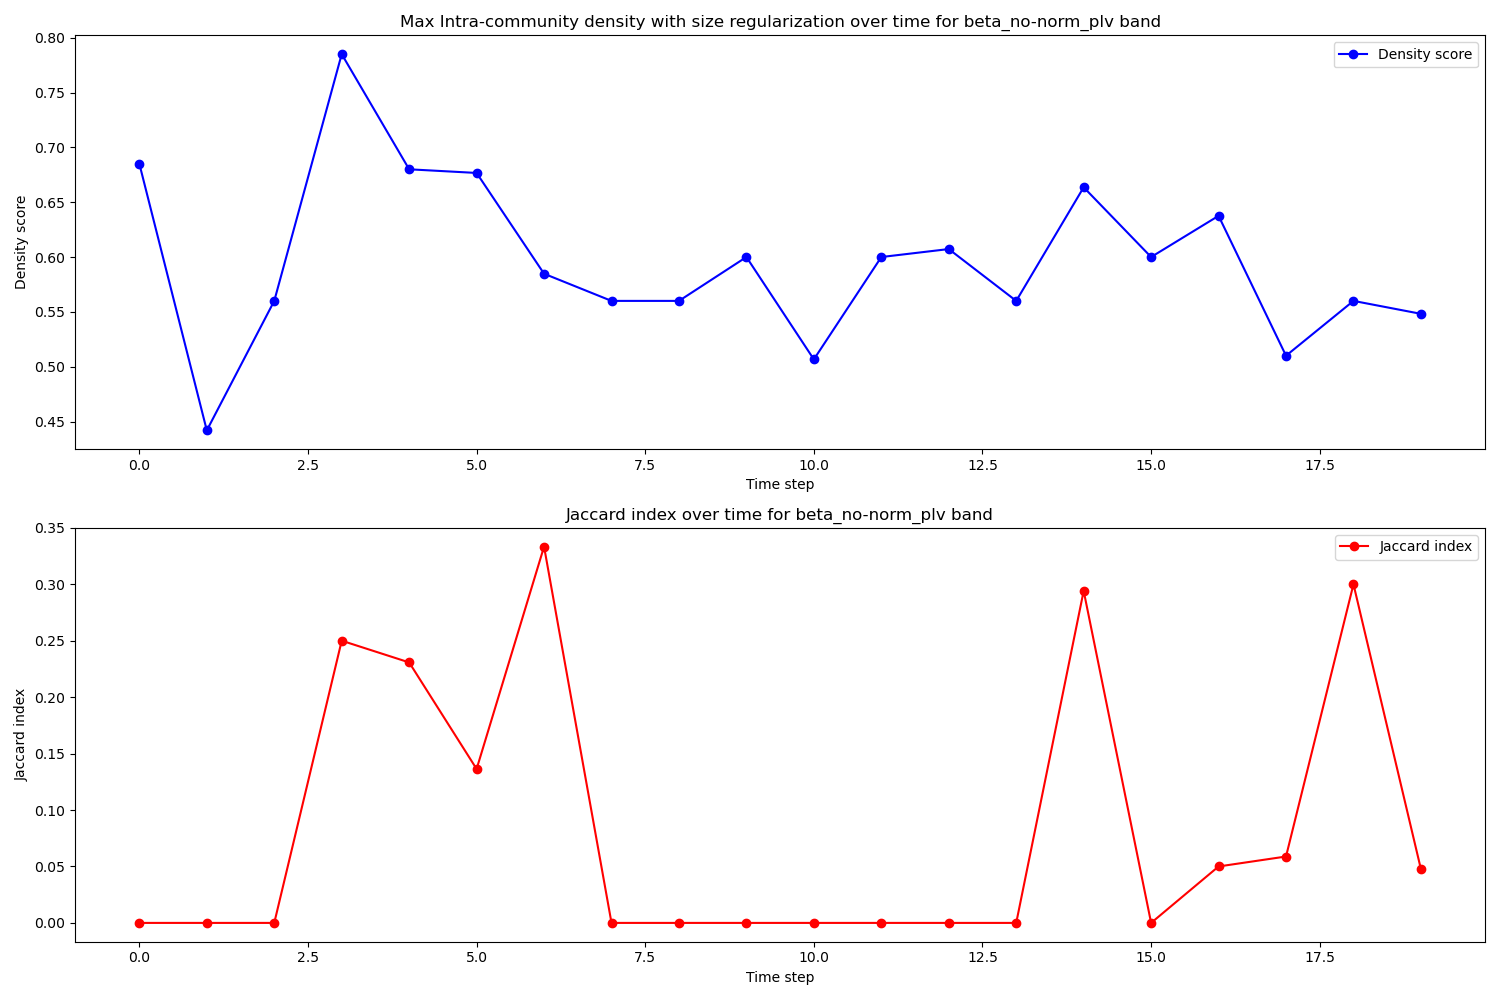 Max Intra-community density with size regularization over time for beta_no-norm_plv band
0.80
0.75
0.70
0.65
0.60
0.55
0.50
0.45
Density score
Density score
0.0 2.5 5.0 7.5 10.0 12.5 15.0 17.5
Time step
Jaccard index over time for beta_no-norm_plv band
0.35
0.30
0.25
0.20
0.15
0.10
0.05
0.00
Jaccard index
Jaccard index
0.0 2.5 5.0 7.5 10.0 12.5 15.0 17.5
Time step